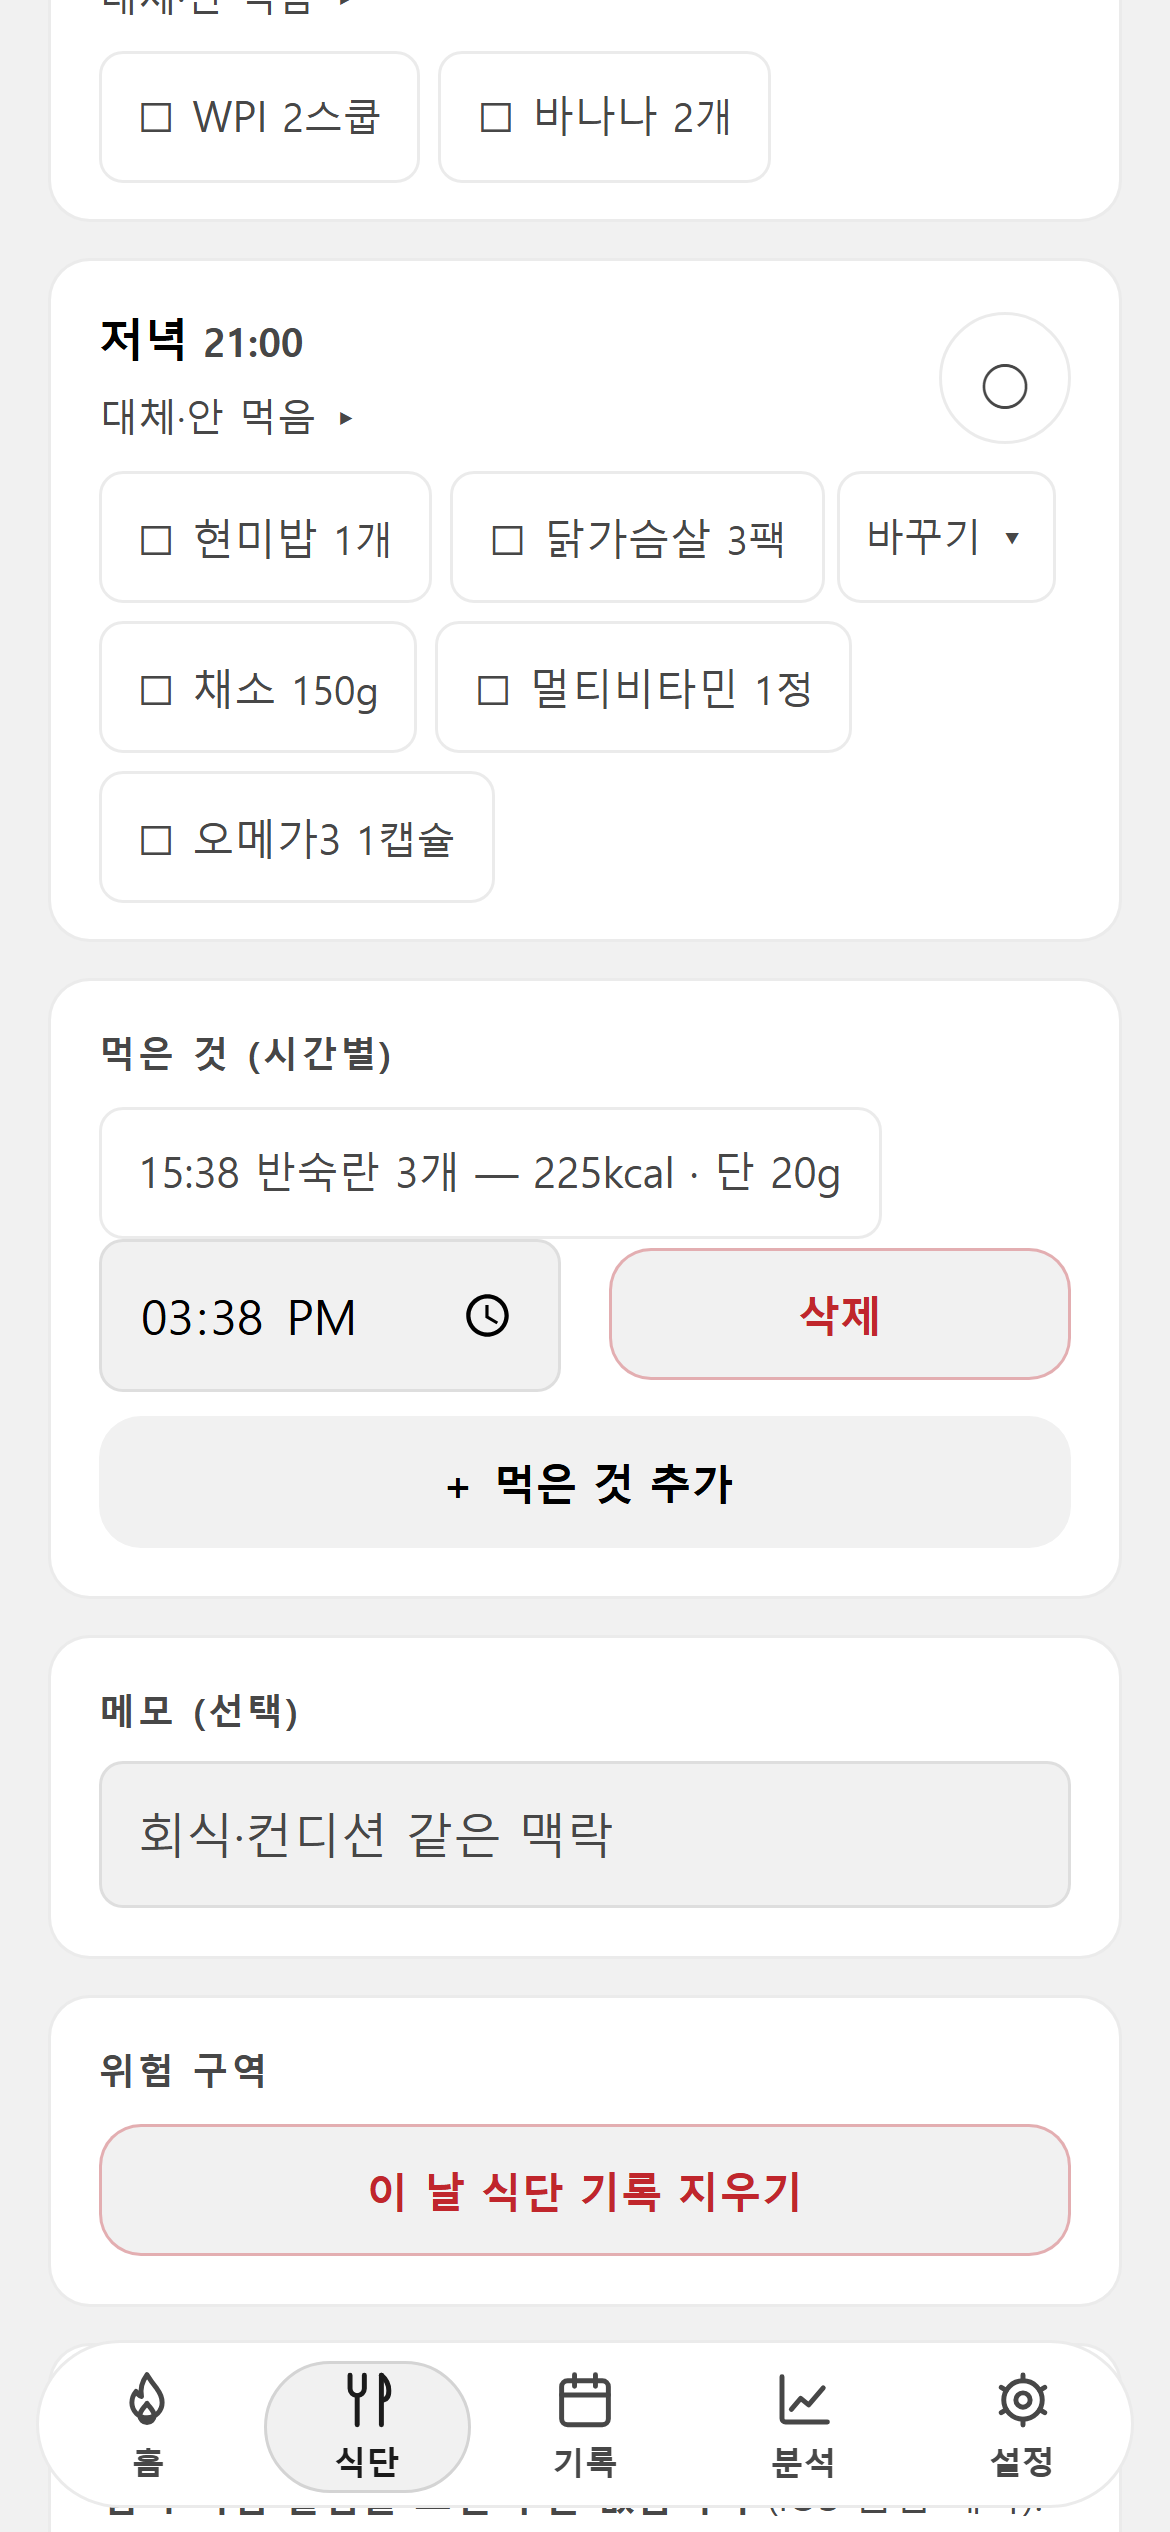 대체·안 먹음 ▸
☐ WPI 2스쿱 ☐ 바나나 2개
저녁 21:00
대체·안 먹음 ▸
☐ 현미밥 1개 ☐ 닭가슴살 3팩 바꾸기 ▾
☐ 채소 150g ☐ 멀티비타민 1정
☐ 오메가3 1캡슐
먹은 것 (시간별)
15:38 반숙란 3개 — 225kcal · 단 20g
03:38 PM 삭제
+ 먹은 것 추가
메모 (선택)
회식·컨디션 같은 맥락
위험 구역
이 날 식단 기록 지우기
홈 식단 기록 분석 설정